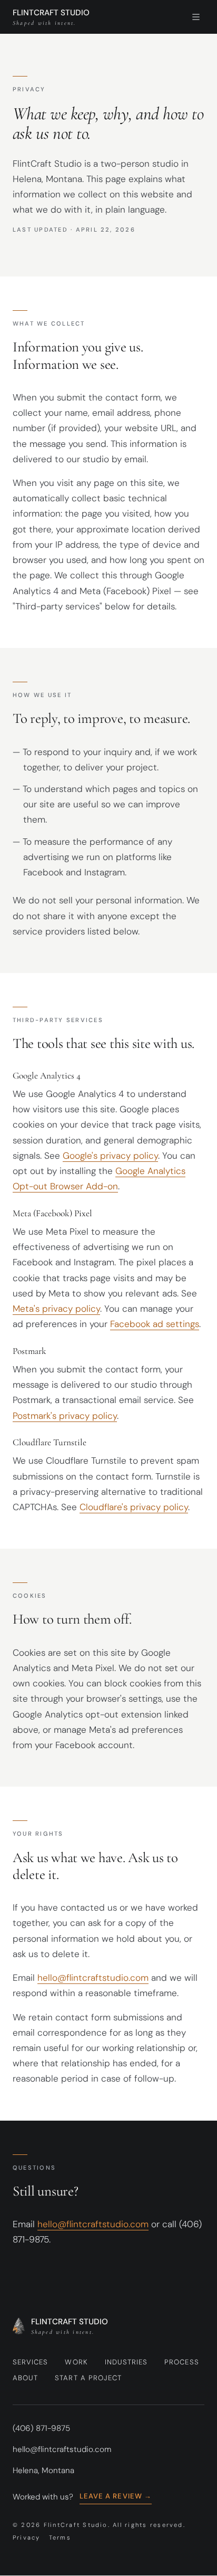 FLINTCRAFT STUDIO
Shaped with intent.
PRIVACY
What we keep, why, and how to
ask us not to.
FlintCraft Studio is a two-person studio in
Helena, Montana. This page explains what
information we collect on this website and
what we do with it, in plain language.
LAST UPDATED · APRIL 22, 2026
WHAT WE COLLECT
Information you give us.
Information we see.
When you submit the contact form, we
collect your name, email address, phone
number (if provided), your website URL, and
the message you send. This information is
delivered to our studio by email.
When you visit any page on this site, we
automatically collect basic technical
information: the page you visited, how you
got there, your approximate location derived
from your IP address, the type of device and
browser you used, and how long you spent on
the page. We collect this through Google
Analytics 4 and Meta (Facebook) Pixel — see
"Third-party services" below for details.
HOW WE USE IT
To reply, to improve, to measure.
— To respond to your inquiry and, if we work
together, to deliver your project.
— To understand which pages and topics on
our site are useful so we can improve
them.
— To measure the performance of any
advertising we run on platforms like
Facebook and Instagram.
We do not sell your personal information. We
do not share it with anyone except the
service providers listed below.
THIRD-PARTY SERVICES
The tools that see this site with us.
Google Analytics 4
We use Google Analytics 4 to understand
how visitors use this site. Google places
cookies on your device that track page visits,
session duration, and general demographic
signals. See Google's privacy policy. You can
opt out by installing the Google Analytics
Opt-out Browser Add-on.
Meta (Facebook) Pixel
We use Meta Pixel to measure the
effectiveness of advertising we run on
Facebook and Instagram. The pixel places a
cookie that tracks page visits and may be
used by Meta to show you relevant ads. See
Meta's privacy policy. You can manage your
ad preferences in your Facebook ad settings.
Postmark
When you submit the contact form, your
message is delivered to our studio through
Postmark, a transactional email service. See
Postmark's privacy policy.
Cloudflare Turnstile
We use Cloudflare Turnstile to prevent spam
submissions on the contact form. Turnstile is
a privacy-preserving alternative to traditional
CAPTCHAs. See Cloudflare's privacy policy.
COOKIES
How to turn them off.
Cookies are set on this site by Google
Analytics and Meta Pixel. We do not set our
own cookies. You can block cookies from this
site through your browser's settings, use the
Google Analytics opt-out extension linked
above, or manage Meta's ad preferences
from your Facebook account.
YOUR RIGHTS
Ask us what we have. Ask us to
delete it.
If you have contacted us or we have worked
together, you can ask for a copy of the
personal information we hold about you, or
ask us to delete it.
Email hello@flintcraftstudio.com and we will
respond within a reasonable timeframe.
We retain contact form submissions and
email correspondence for as long as they
remain useful for our working relationship or,
where that relationship has ended, for a
reasonable period in case of follow-up.
QUESTIONS
Still unsure?
Email hello@flintcraftstudio.com or call (406)
871-9875.
FLINTCRAFT STUDIO
Shaped with intent.
SERVICES WORK INDUSTRIES PROCESS
ABOUT START A PROJECT
(406) 871-9875
hello@flintcraftstudio.com
Helena, Montana
Worked with us? LEAVE A REVIEW →
© 2026 FlintCraft Studio. All rights reserved.
Privacy Terms